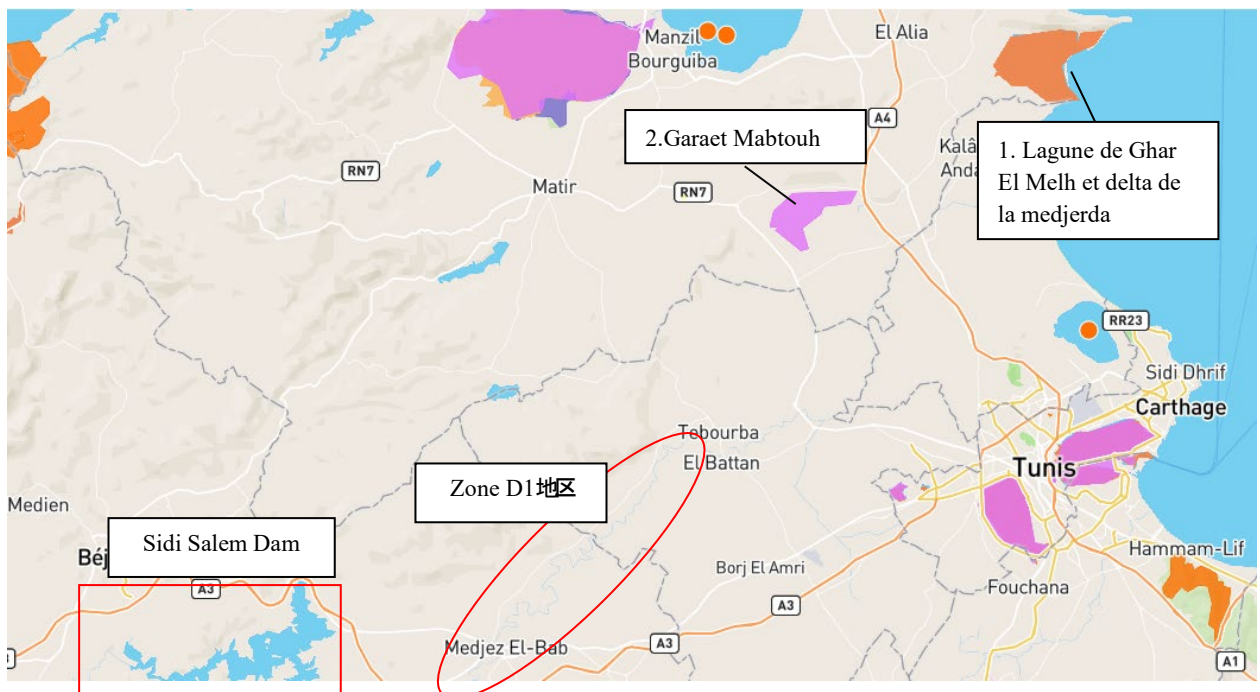 Manzil
Bourguiba
El Alia
A4
2.Garaet Mabtouh
1. Lagune de Ghar
El Melh et delta de
la medjerda
Kalâ
Anda
RN7
Matir
RN7
RR23
Sidi Dhrif
Carthage
Tebourba
El Battan
Tunis
Zone D1地区
Medien
Sidi Salem Dam
Béj
A3
Hammam-Lif
Borj El Amri
Fouchana
A3
Medjez El-Bab
A3
A1